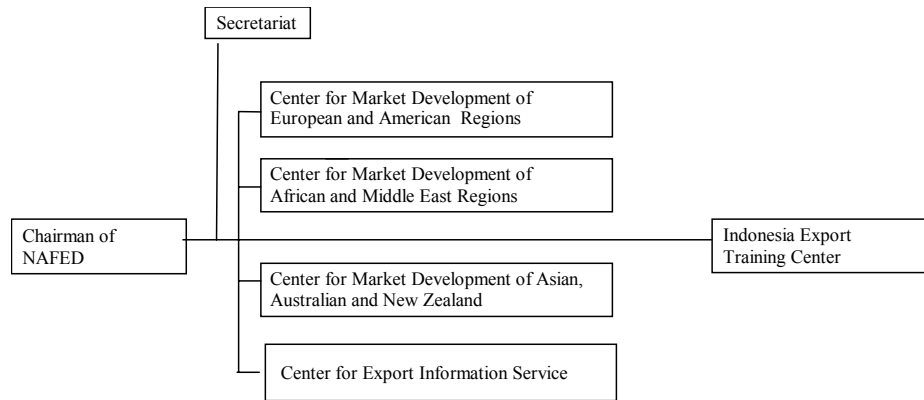 Secretariat
Center for Market Development of
European and American Regions
Center for Market Development of
African and Middle East Regions
Chairman of
NAFED
Indonesia Export
Training Center
Center for Market Development of Asian,
Australian and New Zealand
Center for Export Information Service